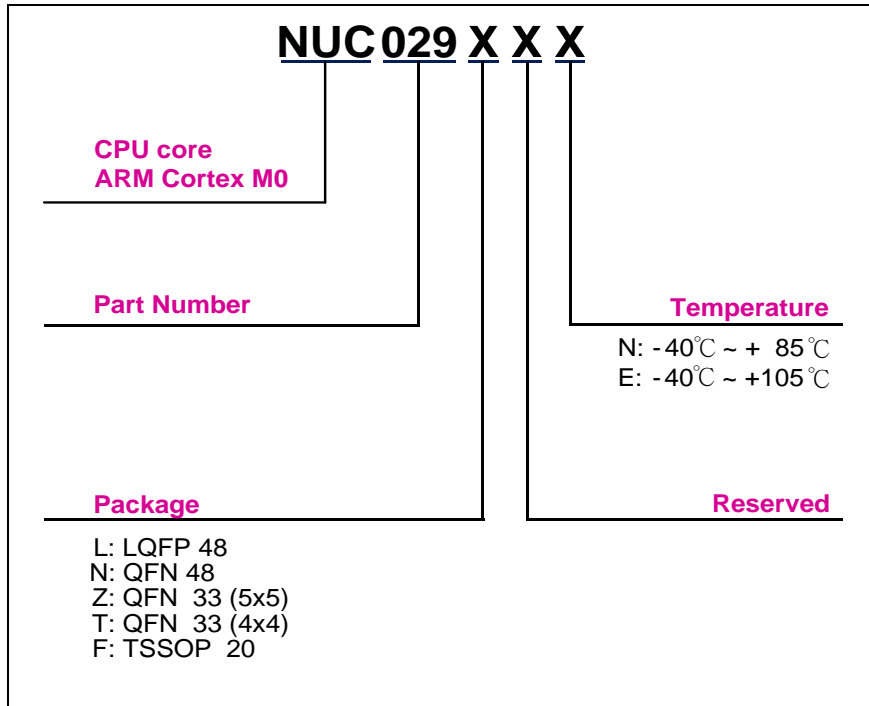 NUC029XXX
CPU core
ARM Cortex M0
Part Number
Temperature
N: -40℃ ~ + 85℃
E: -40℃ ~ +105℃
Package
Reserved
L: LQFP 48
N: QFN 48
Z: QFN 33 (5x5)
T: QFN 33 (4x4)
F: TSSOP 20